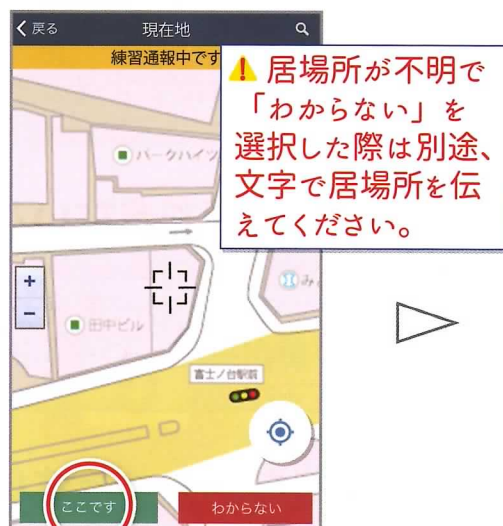 戻る
現在地
練習通報中です
⚠ 居場所が不明で
「わからない」を
選択した際は別途、
文字で居場所を伝
えてください。
パークハイツ
+
−
田中ビル
み
富士ノ台駅前
ここです
わからない